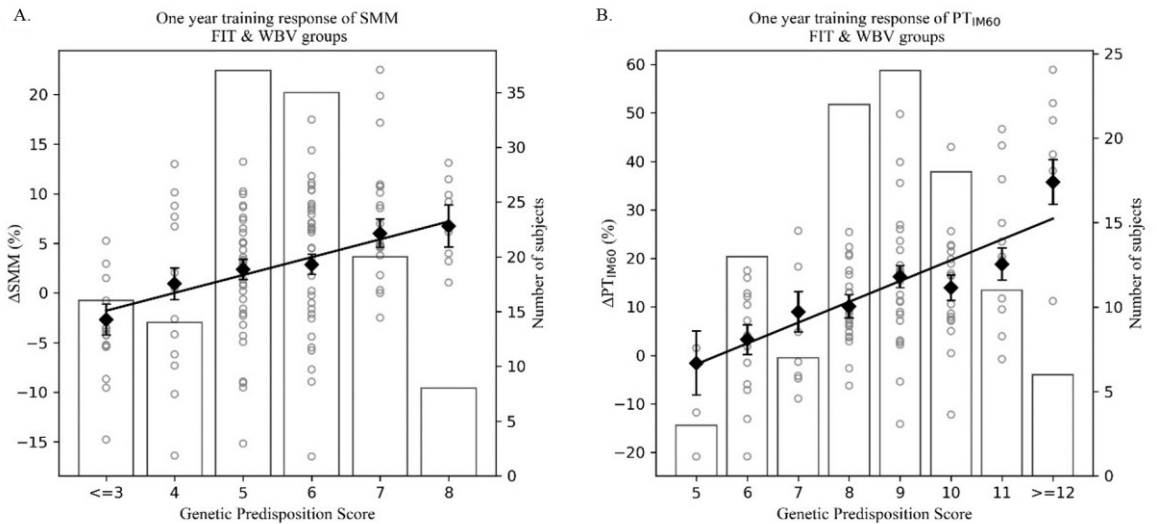 A.
One year training response of SMM
FIT & WBV groups
20
15
10
5
0
−5
−10
−15
ΔSMM (%)
35
30
25
20
15
10
5
0
Number of subjects
<=3 4 5 6 7 8
Genetic Predisposition Score
B.
One year training response of PT_IM60
FIT & WBV groups
60
50
40
30
20
10
0
−10
−20
ΔPT_IM60 (%)
25
20
15
10
5
0
Number of subjects
5 6 7 8 9 10 11 >=12
Genetic Predisposition Score